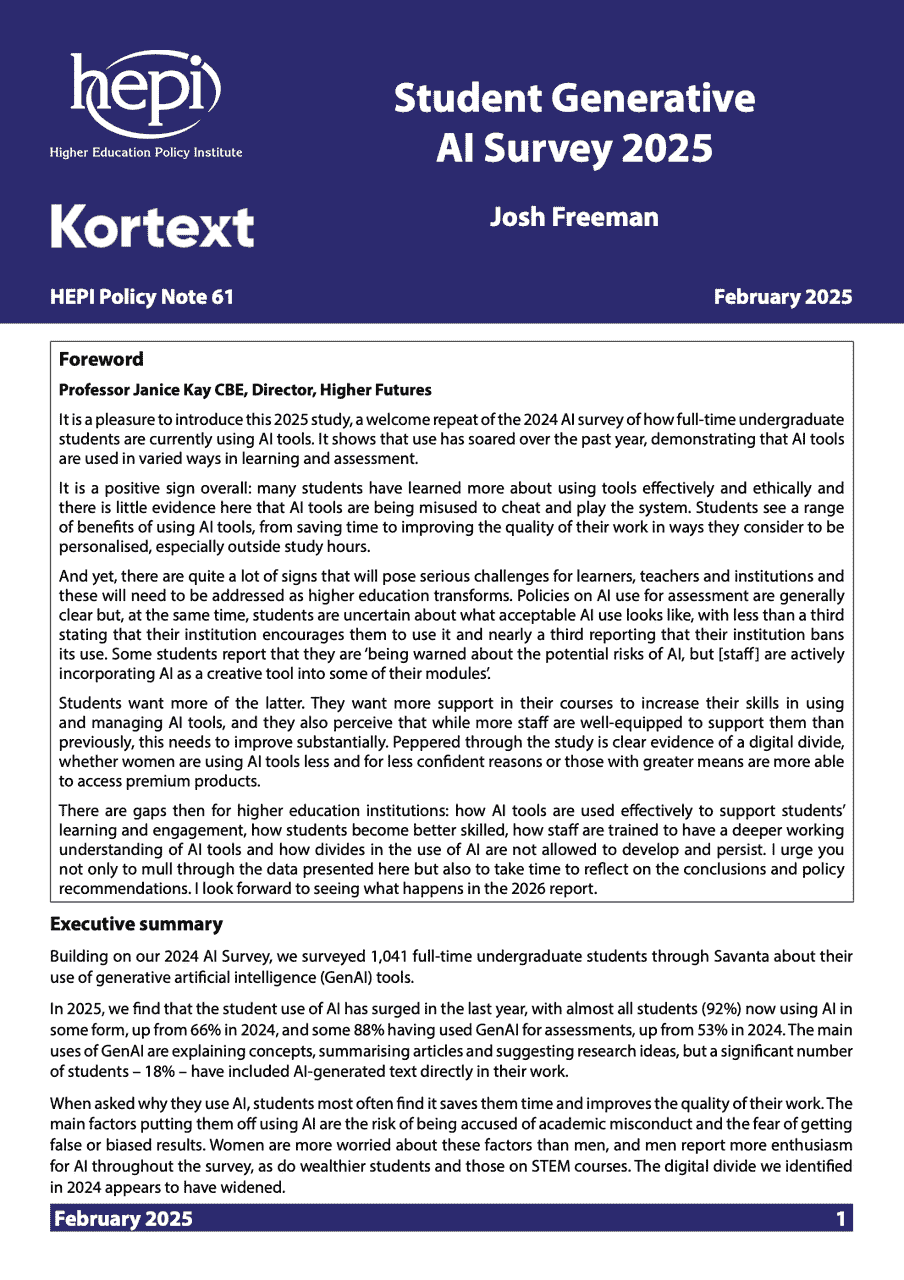 hepi
Higher Education Policy Institute
Student Generative
AI Survey 2025
Kortext
Josh Freeman
HEPI Policy Note 61
February 2025
Foreword
Professor Janice Kay CBE, Director, Higher Futures
It is a pleasure to introduce this 2025 study, a welcome repeat of the 2024 AI survey of how full-time undergraduate
students are currently using AI tools. It shows that use has soared over the past year, demonstrating that AI tools
are used in varied ways in learning and assessment.
It is a positive sign overall: many students have learned more about using tools effectively and ethically and
there is little evidence here that AI tools are being misused to cheat and play the system. Students see a range
of benefits of using AI tools, from saving time to improving the quality of their work in ways they consider to be
personalised, especially outside study hours.
And yet, there are quite a lot of signs that will pose serious challenges for learners, teachers and institutions and
these will need to be addressed as higher education transforms. Policies on AI use for assessment are generally
clear but, at the same time, students are uncertain about what acceptable AI use looks like, with less than a third
stating that their institution encourages them to use it and nearly a third reporting that their institution bans
its use. Some students report that they are ‘being warned about the potential risks of AI, but [staff] are actively
incorporating AI as a creative tool into some of their modules’.
Students want more of the latter. They want more support in their courses to increase their skills in using
and managing AI tools, and they also perceive that while more staff are well-equipped to support them than
previously, this needs to improve substantially. Peppered through the study is clear evidence of a digital divide,
whether women are using AI tools less and for less confident reasons or those with greater means are more able
to access premium products.
There are gaps then for higher education institutions: how AI tools are used effectively to support students’
learning and engagement, how students become better skilled, how staff are trained to have a deeper working
understanding of AI tools and how divides in the use of AI are not allowed to develop and persist. I urge you
not only to mull through the data presented here but also to take time to reflect on the conclusions and policy
recommendations. I look forward to seeing what happens in the 2026 report.
Executive summary
Building on our 2024 AI Survey, we surveyed 1,041 full-time undergraduate students through Savanta about their
use of generative artificial intelligence (GenAI) tools.
In 2025, we find that the student use of AI has surged in the last year, with almost all students (92%) now using AI in
some form, up from 66% in 2024, and some 88% having used GenAI for assessments, up from 53% in 2024. The main
uses of GenAI are explaining concepts, summarising articles and suggesting research ideas, but a significant number
of students – 18% – have included AI-generated text directly in their work.
When asked why they use AI, students most often find it saves them time and improves the quality of their work. The
main factors putting them off using AI are the risk of being accused of academic misconduct and the fear of getting
false or biased results. Women are more worried about these factors than men, and men report more enthusiasm
for AI throughout the survey, as do wealthier students and those on STEM courses. The digital divide we identified
in 2024 appears to have widened.
February 2025
1